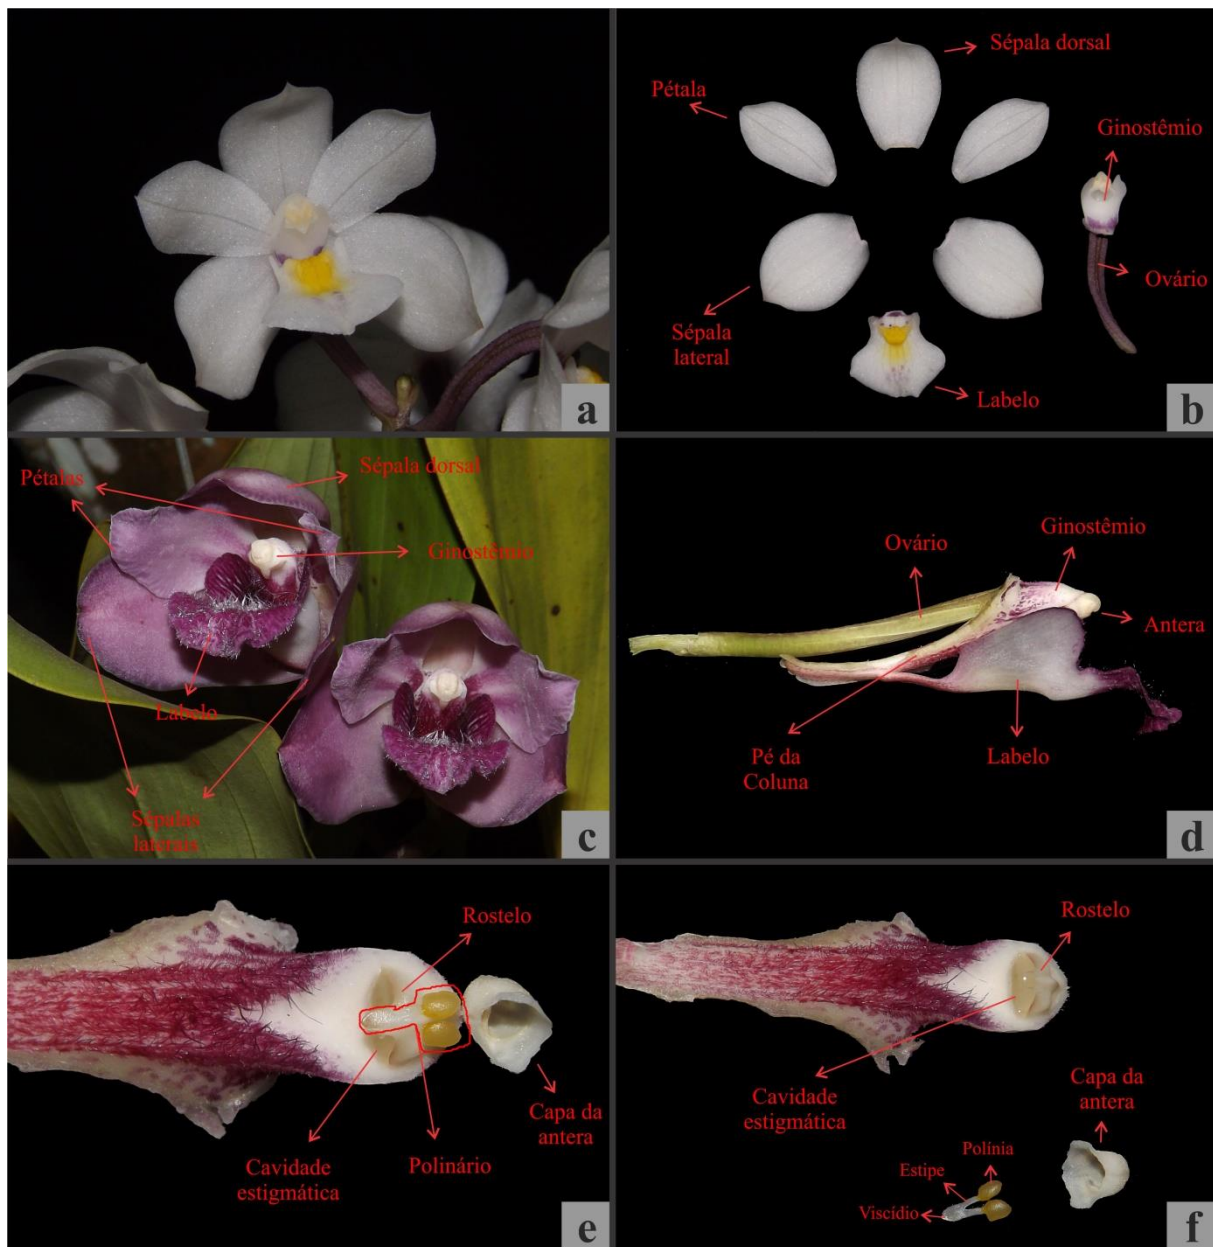 a
Sépala dorsal
Pétala
Ginostêmio
Ovário
Sépala
lateral
Labelo
b
Pétalas
Sépala dorsal
Ginostêmio
Labelo
Sépalas
laterais
c
Ovário
Ginostêmio
Antera
Pé da
Coluna
Labelo
d
Rostelo
Capa da
antera
Cavidade
estigmática
Polinário
e
Rostelo
Cavidade
estigmática
Capa da
antera
Polínia
Estipe
Viscídio
f